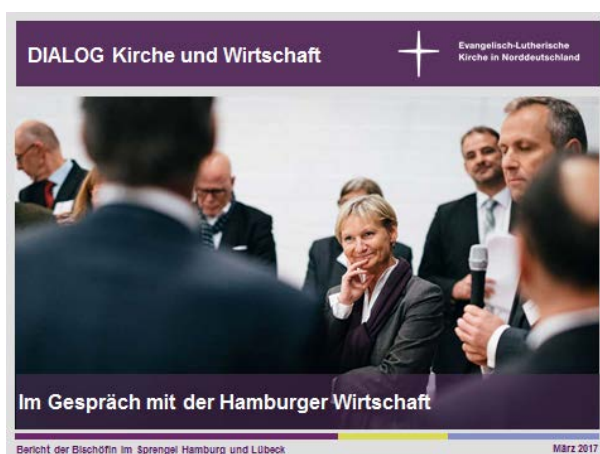 DIALOG Kirche und Wirtschaft
Evangelisch-Lutherische
Kirche in Norddeutschland
Im Gespräch mit der Hamburger Wirtschaft
Bericht der Bischöfin im Sprengel Hamburg und Lübeck
März 2017